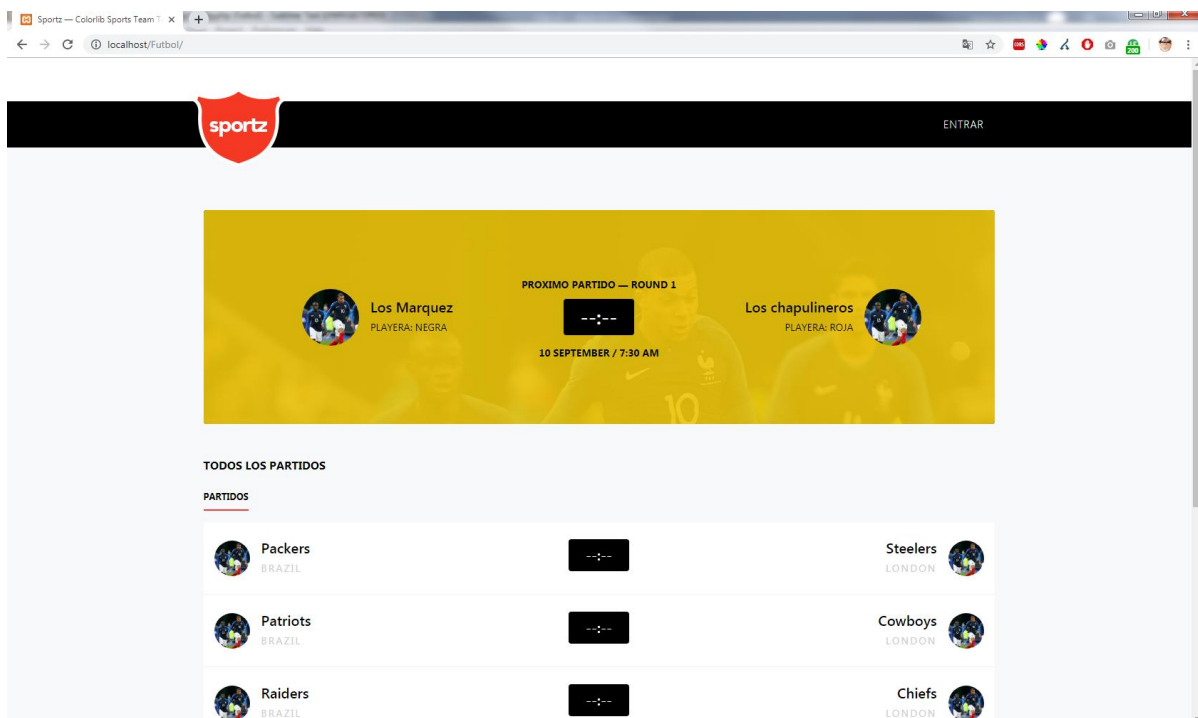 Sportz — Colorlib Sports Team T
localhost/Futbol/
200
sportz
ENTRAR
PROXIMO PARTIDO — ROUND 1
Los Marquez
PLAYERA: NEGRA
--:--
Los chapulineros
PLAYERA: ROJA
10 SEPTEMBER / 7:30 AM
10
TODOS LOS PARTIDOS
PARTIDOS
Packers
BRAZIL
--:--
Steelers
LONDON
Patriots
BRAZIL
--:--
Cowboys
LONDON
Raiders
BRAZIL
--:--
Chiefs
LONDON